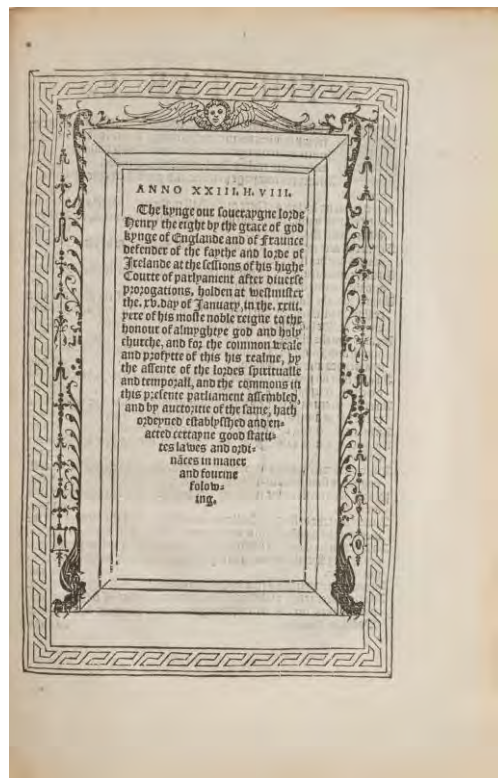 ANNO XXIII. H. VIII.
The kynge our soueraygne lorde
Henry the eight by the grace of god
kynge of Englande and of Fraunce
defender of the faythe and lorde of
Irelande at the sessions of his highe
Courte of parlyament after diuerse
prorogations, holden at westmister
the. xv. day of January, in the. xxiii.
yere of his moste noble reigne to the
honour of almyghtye god and holy
churche, and for the common weale
and profytte of this his realme, by
the assente of the lordes spiritualle
and temporall, and the commons in
this presente parliament assembled,
and by auctoritie of the same, hath
ordeyned establysshed and en-
acted certayne good statu-
tes lawes and ordi-
nāces in maner
and fourme
folow-
ing.